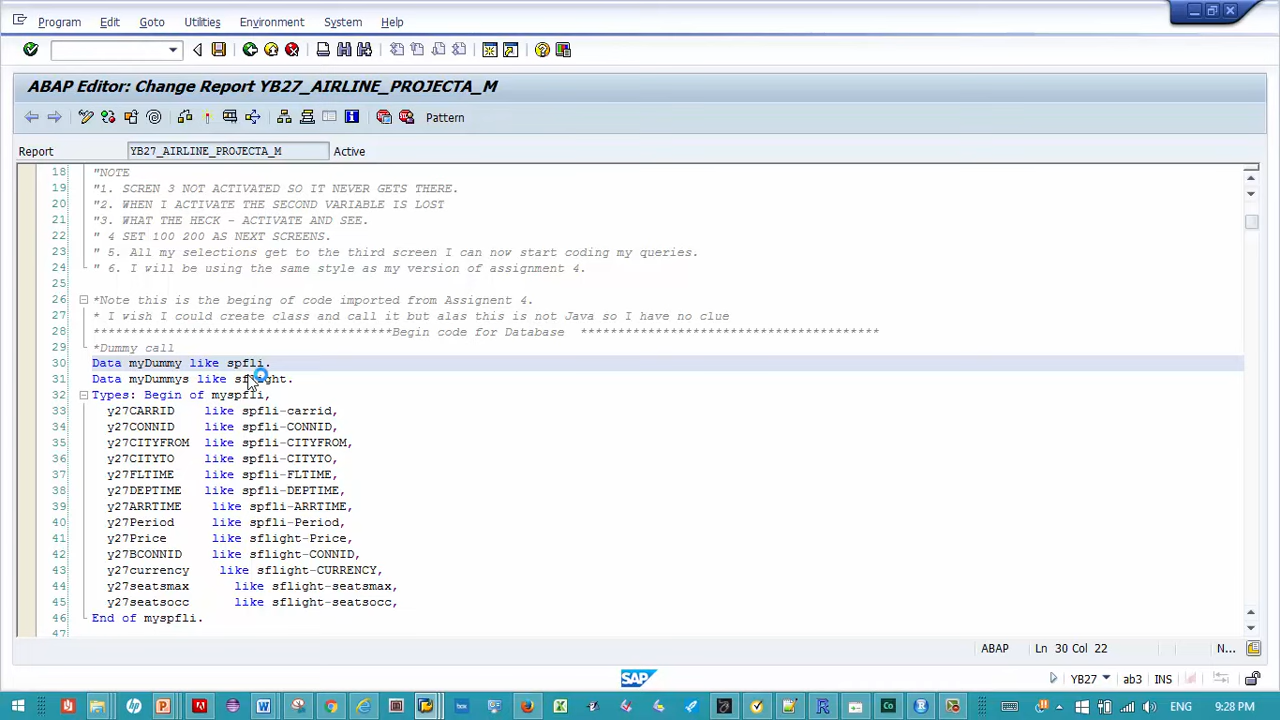 Program Edit Goto Utilities Environment System Help
ABAP Editor: Change Report YB27_AIRLINE_PROJECTA_M
Pattern
Report YB27_AIRLINE_PROJECTA_M Active
18 "NOTE
19 "1. SCREN 3 NOT ACTIVATED SO IT NEVER GETS THERE.
20 "2. WHEN I ACTIVATE THE SECOND VARIABLE IS LOST
21 "3. WHAT THE HECK - ACTIVATE AND SEE.
22 " 4 SET 100 200 AS NEXT SCREENS.
23 " 5. All my selections get to the third screen I can now start coding my queries.
24 " 6. I will be using the same style as my version of assignment 4.
25
26 *Note this is the beging of code imported from Assignent 4.
27 * I wish I could create class and call it but alas this is not Java so I have no clue
28 ****************************************Begin code for Database ****************************************
29 *Dummy call
30 Data myDummy like spfli.
31 Data myDummys like sflight.
32 Types: Begin of myspfli,
33 y27CARRID like spfli-carrid,
34 y27CONNID like spfli-CONNID,
35 y27CITYFROM like spfli-CITYFROM,
36 y27CITYTO like spfli-CITYTO,
37 y27FLTIME like spfli-FLTIME,
38 y27DEPTIME like spfli-DEPTIME,
39 y27ARRTIME like spfli-ARRTIME,
40 y27Period like spfli-Period,
41 y27Price like sflight-Price,
42 y27BCONNID like sflight-CONNID,
43 y27currency like sflight-CURRENCY,
44 y27seatsmax like sflight-seatsmax,
45 y27seatsocc like sflight-seatsocc,
46 End of myspfli.
47
ABAP Ln 30 Col 22 N...
SAP
YB27 ab3 INS
ENG 9:28 PM